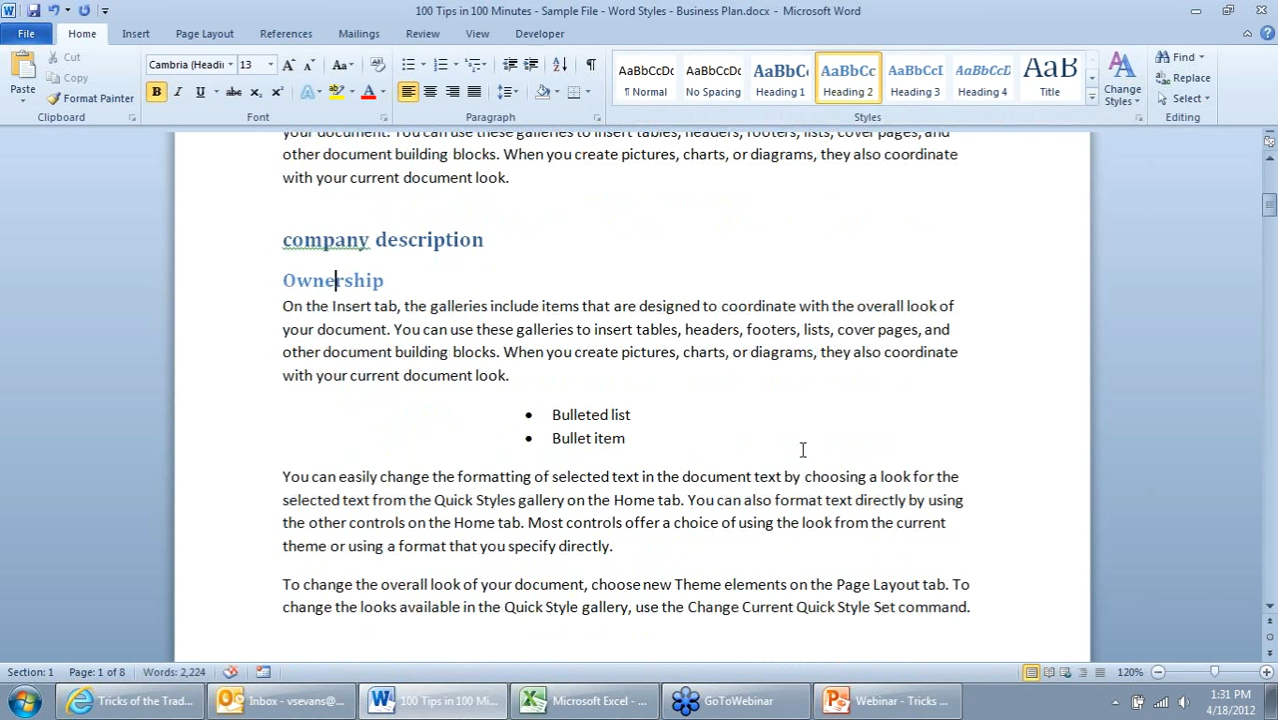 100 Tips in 100 Minutes - Sample File - Word Styles - Business Plan.docx - Microsoft Word
File Home Insert Page Layout References Mailings Review View Developer
Cut
Copy
Format Painter
Paste
Clipboard
Cambria (Headi 13
Font
Paragraph
AaBbCcDc AaBbCcDc AaBbC AaBbCc AaBbCcI AaBbCcD AaB
¶ Normal No Spacing Heading 1 Heading 2 Heading 3 Heading 4 Title
Change
Styles
Styles
Find
Replace
Select
Editing
your document. You can use these galleries to insert tables, headers, footers, lists, cover pages, and
other document building blocks. When you create pictures, charts, or diagrams, they also coordinate
with your current document look.
company description
Ownership
On the Insert tab, the galleries include items that are designed to coordinate with the overall look of
your document. You can use these galleries to insert tables, headers, footers, lists, cover pages, and
other document building blocks. When you create pictures, charts, or diagrams, they also coordinate
with your current document look.
• Bulleted list
• Bullet item
You can easily change the formatting of selected text in the document text by choosing a look for the
selected text from the Quick Styles gallery on the Home tab. You can also format text directly by using
the other controls on the Home tab. Most controls offer a choice of using the look from the current
theme or using a format that you specify directly.
To change the overall look of your document, choose new Theme elements on the Page Layout tab. To
change the looks available in the Quick Style gallery, use the Change Current Quick Style Set command.
Section: 1 Page: 1 of 8 Words: 2,224 120%
Tricks of the Trad... Inbox - vsevans@... 100 Tips in 100 Mi... Microsoft Excel - ... GoToWebinar Webinar - Tricks ...
1:31 PM
4/18/2012